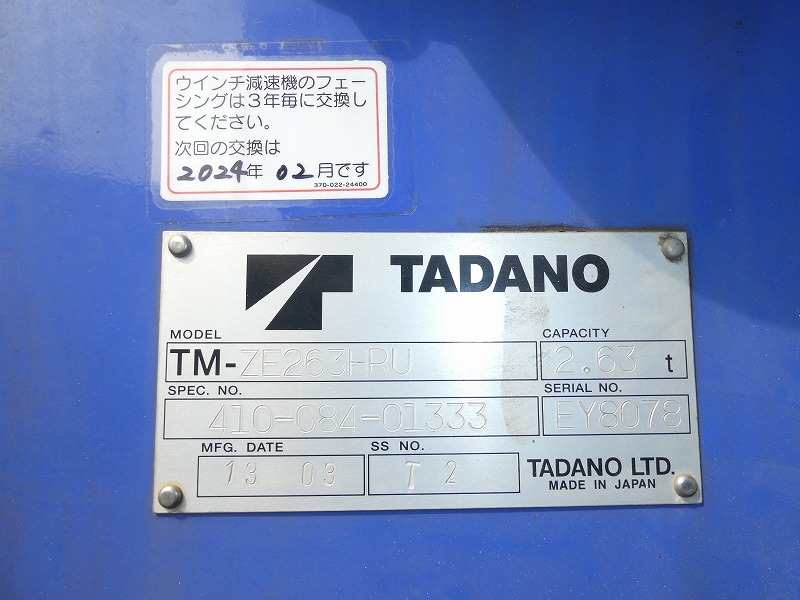 ウインチ減速機のフェー
シングは3年毎に交換し
てください。
次回の交換は
2024年 02月です
370-022-24400
TADANO
MODEL
TM-ZE263HPU
CAPACITY
2.63 t
SPEC. NO.
410-084-01333
SERIAL NO.
EY8078
MFG. DATE
13 03
SS NO.
T 2
TADANO LTD.
MADE IN JAPAN